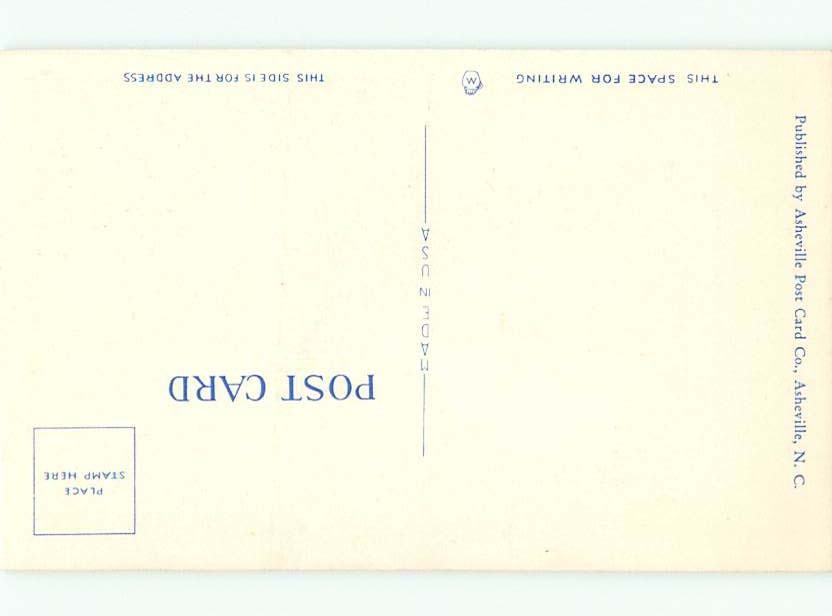 POST CARD
PLACE
STAMP HERE
MADE IN USA
THIS SPACE FOR WRITING
W
THIS SIDE IS FOR THE ADDRESS
Published by Asheville Post Card Co., Asheville, N. C.